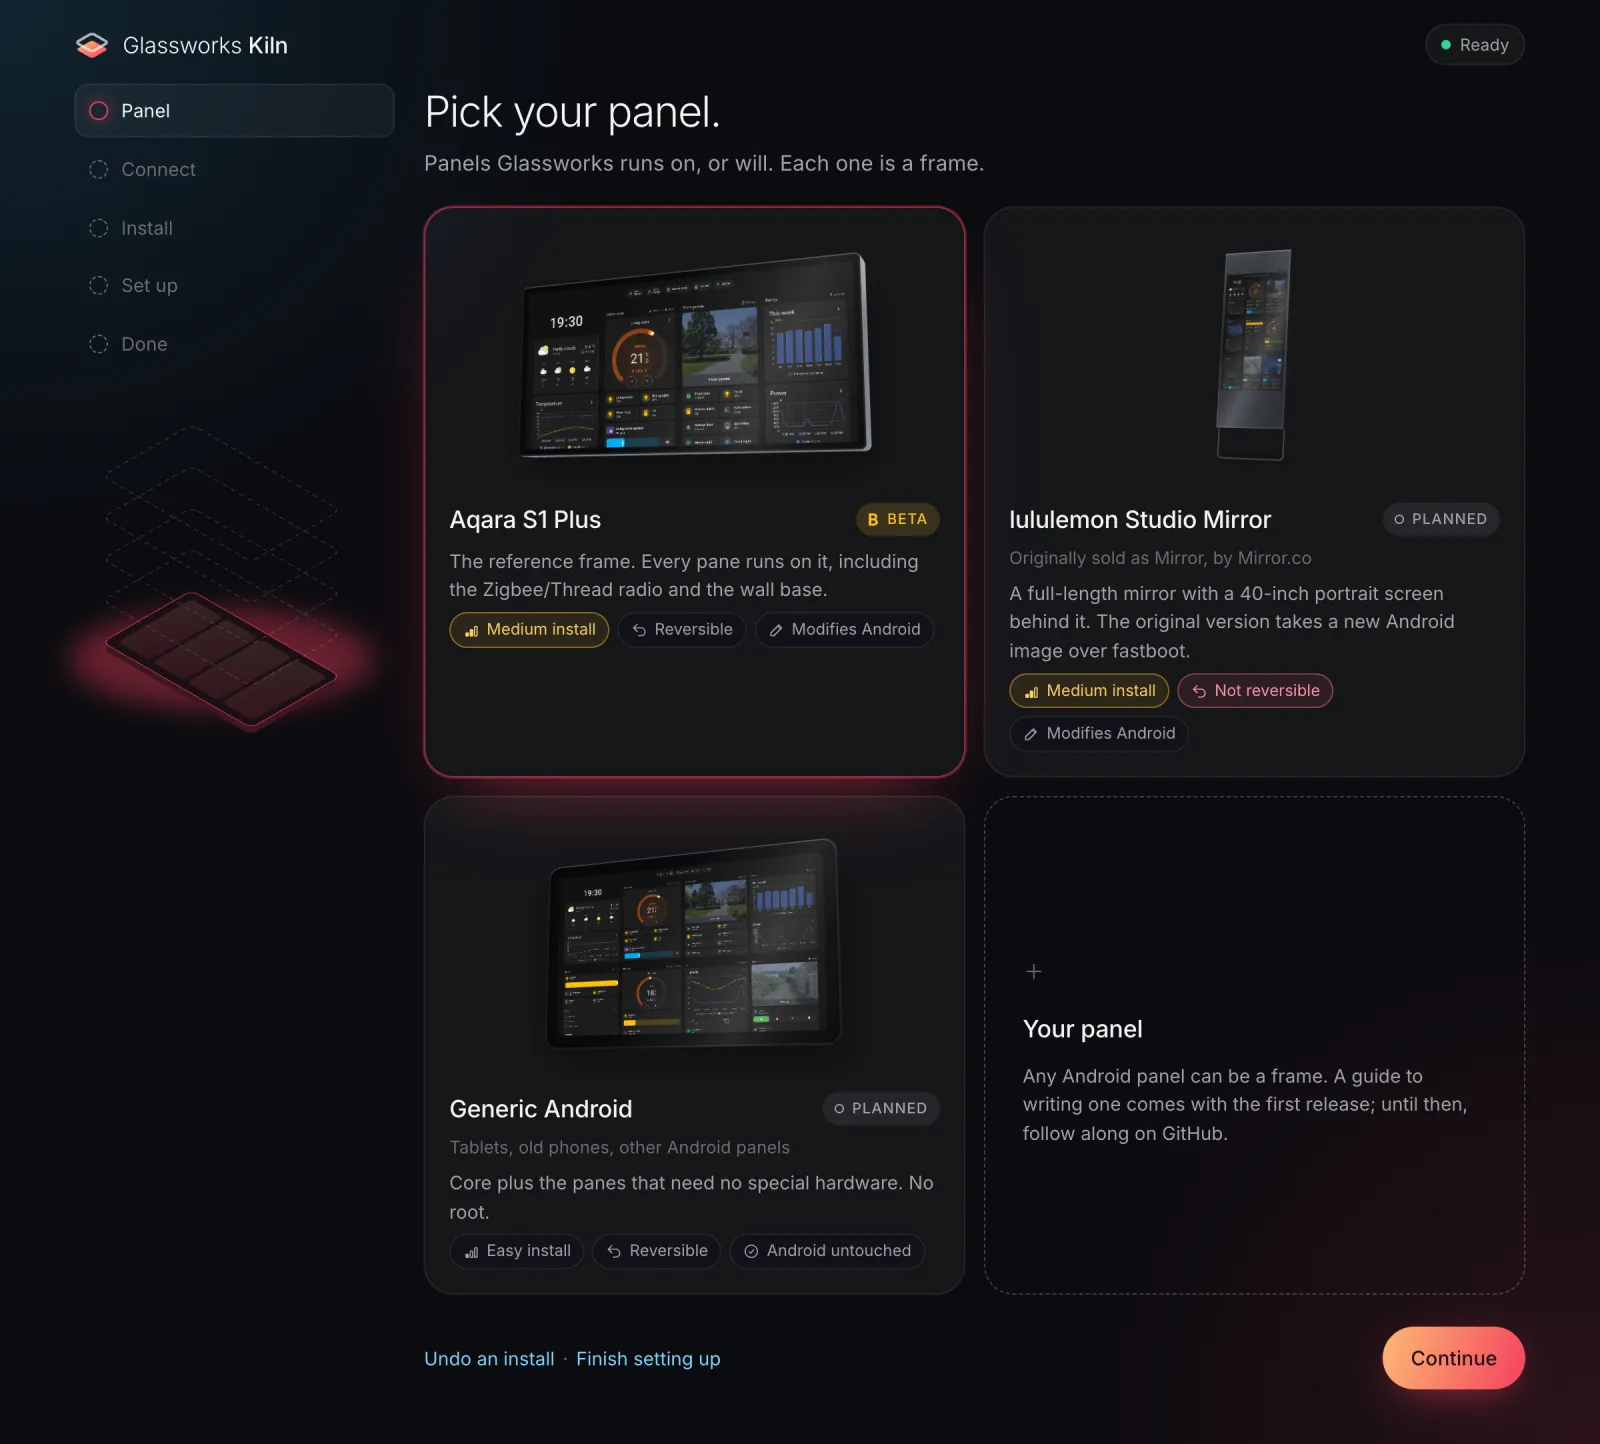 Glassworks Kiln
Ready
Panel
Connect
Install
Set up
Done
Pick your panel.
Panels Glassworks runs on, or will. Each one is a frame.
19:30
This week
Temperature
Power
Aqara S1 Plus
B BETA
The reference frame. Every pane runs on it, including
the Zigbee/Thread radio and the wall base.
Medium install
Reversible
Modifies Android
lululemon Studio Mirror
PLANNED
Originally sold as Mirror, by Mirror.co
A full-length mirror with a 40-inch portrait screen
behind it. The original version takes a new Android
image over fastboot.
Medium install
Not reversible
Modifies Android
19:30
Generic Android
PLANNED
Tablets, old phones, other Android panels
Core plus the panes that need no special hardware. No
root.
Easy install
Reversible
Android untouched
Your panel
Any Android panel can be a frame. A guide to
writing one comes with the first release; until then,
follow along on GitHub.
Undo an install · Finish setting up
Continue